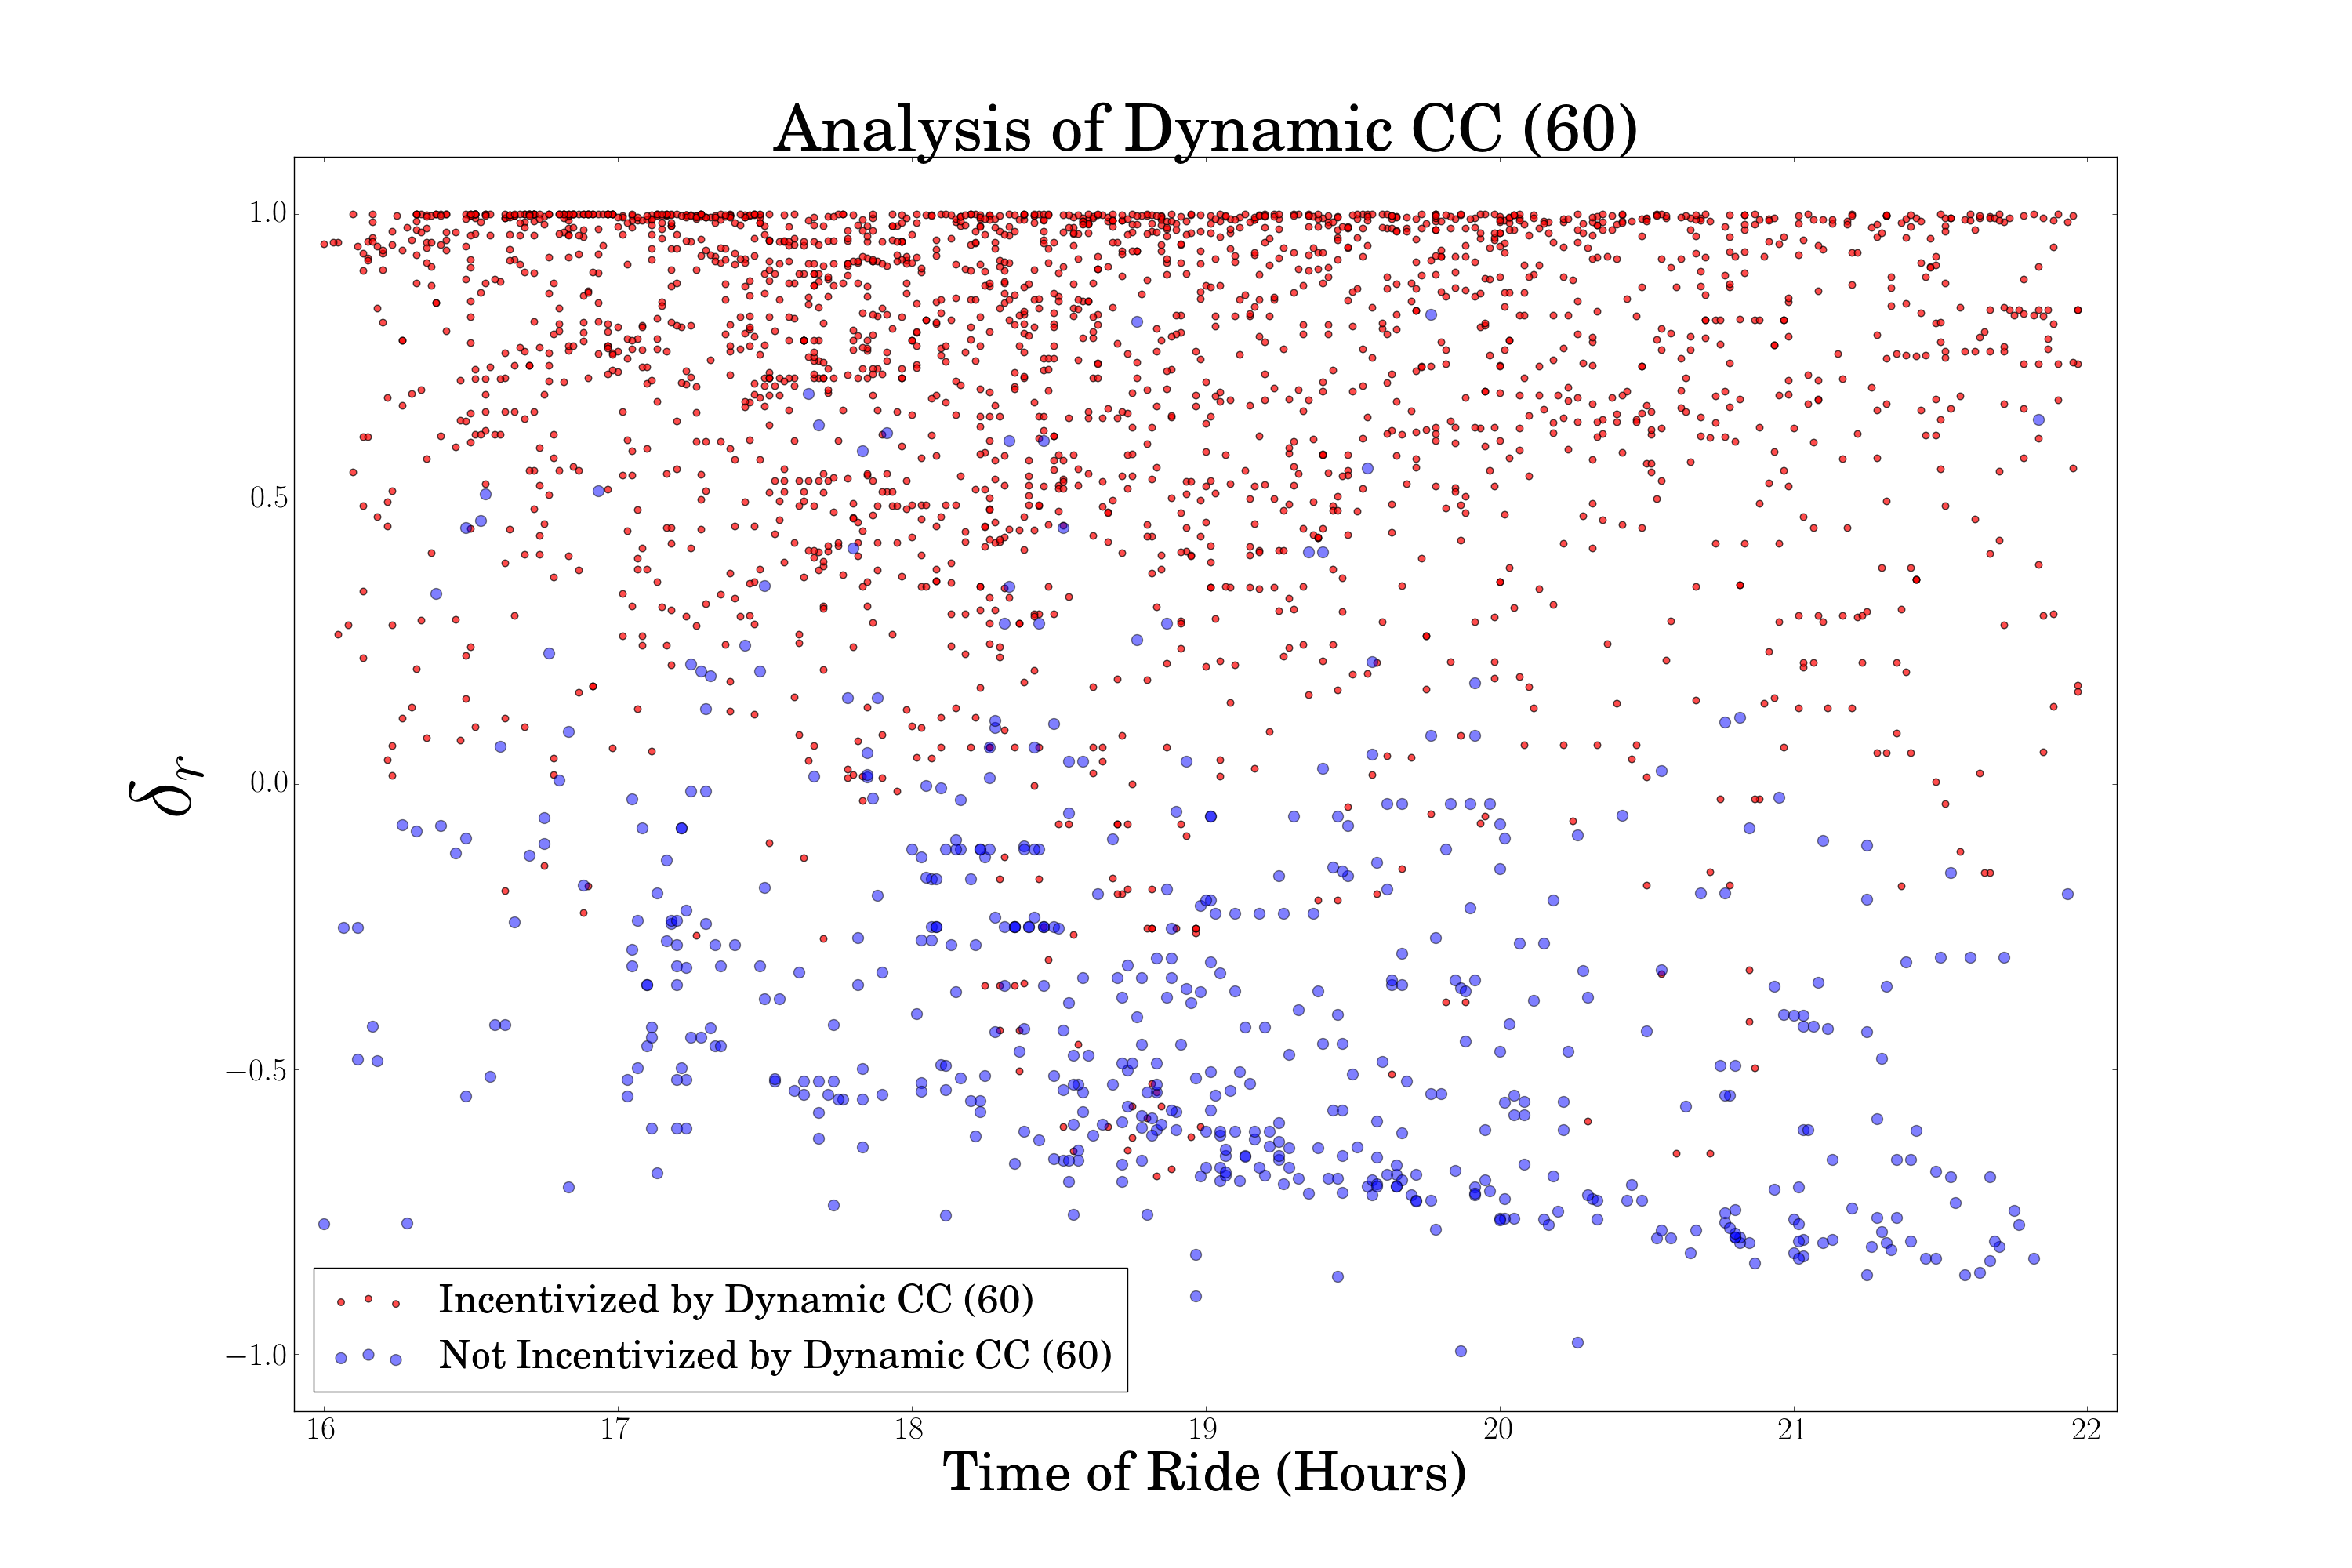 Analysis of Dynamic CC (60)
1.0
0.5
0.0
−0.5
−1.0
δr
Incentivized by Dynamic CC (60)
Not Incentivized by Dynamic CC (60)
16 17 18 19 20 21 22
Time of Ride (Hours)